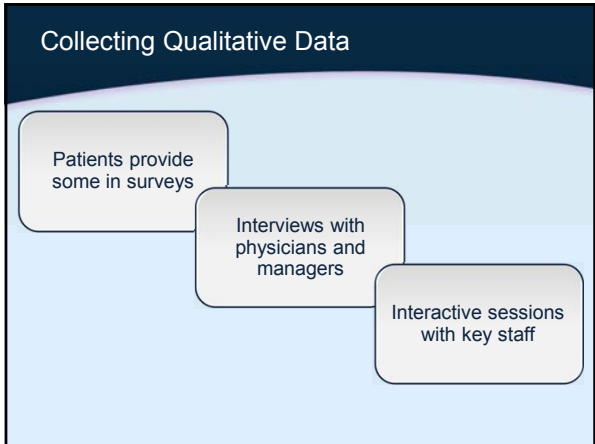 Collecting Qualitative Data
Patients provide
some in surveys
Interviews with
physicians and
managers
Interactive sessions
with key staff